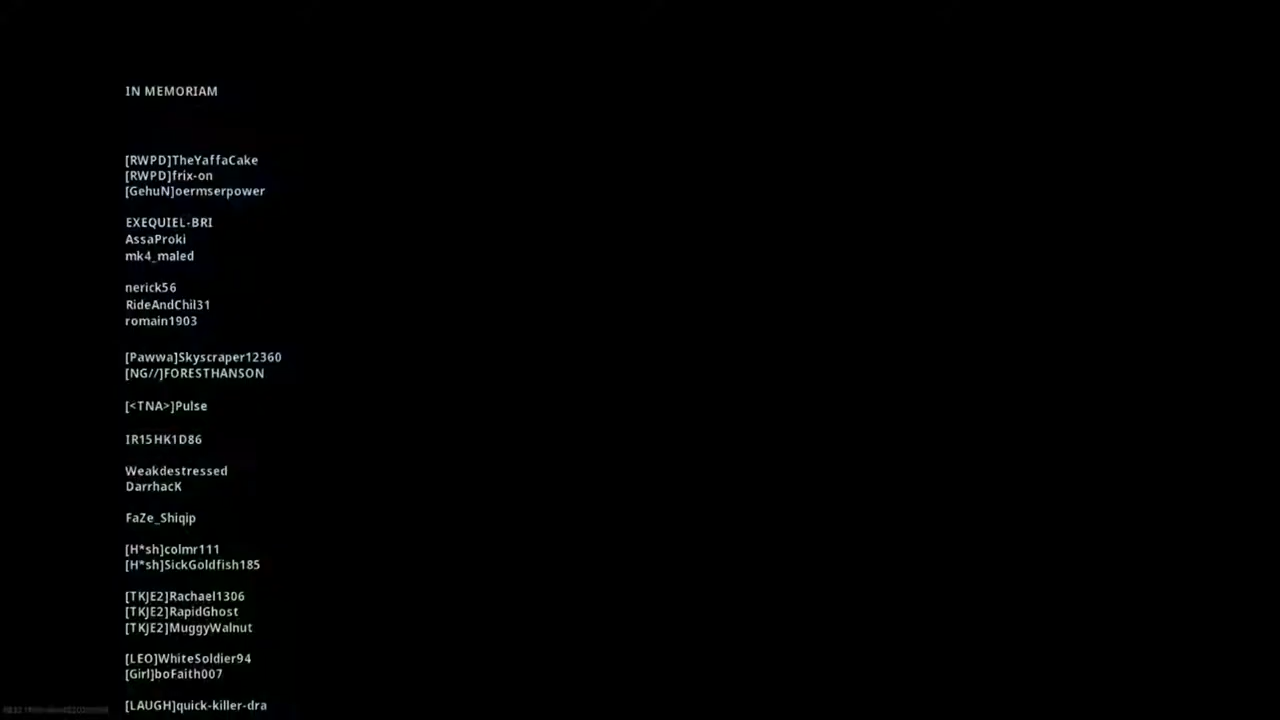 IN MEMORIAM
[RWPD]TheYaffaCake
[RWPD]frix-on
[GehuN]oermserpower
EXEQUIEL-BRI
AssaProki
mk4_maled
nerick56
RideAndChil31
romain1903
[Pawwa]Skyscraper12360
[NG//]FORESTHANSON
[<TNA>]Pulse
IR15HK1D86
Weakdestressed
DarrhacK
FaZe_Shiqip
[H*sh]colmr111
[H*sh]SickGoldfish185
[TKJE2]Rachael1306
[TKJE2]RapidGhost
[TKJE2]MuggyWalnut
[LEO]WhiteSoldier94
[Girl]boFaith007
[LAUGH]quick-killer-dra